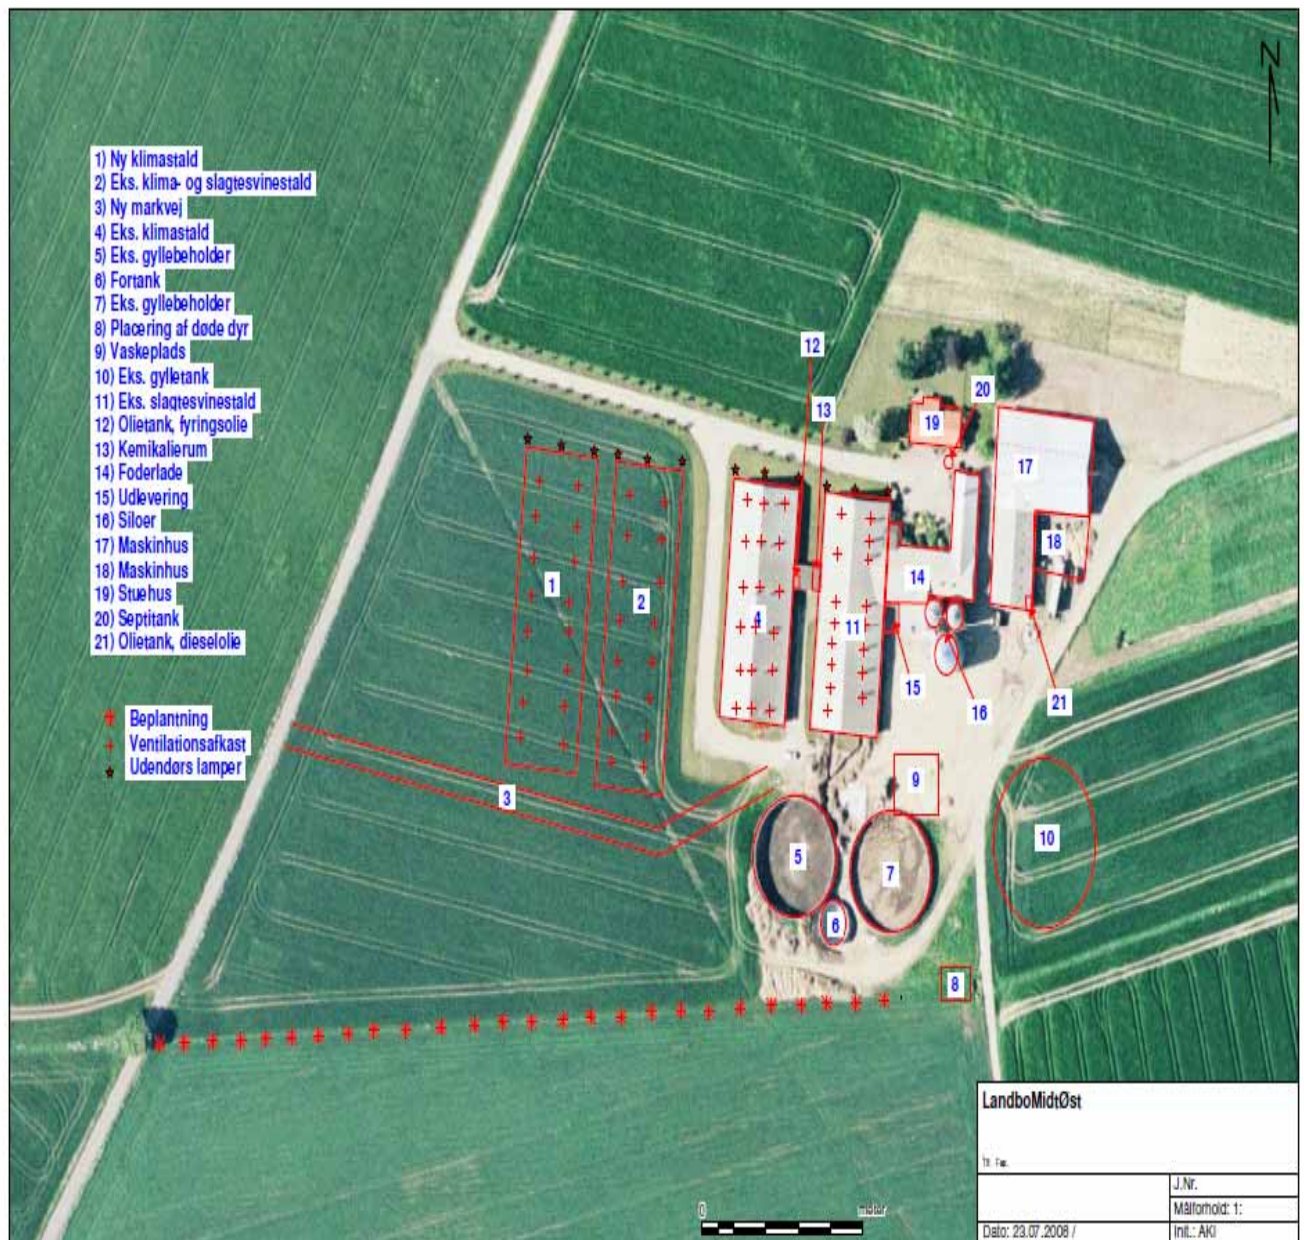 N
1) Ny klimastald
2) Eks. klima- og slagtesvinestald
3) Ny markvej
4) Eks. klimastald
5) Eks. gyllebeholder
6) Fortank
7) Eks. gyllebeholder
8) Placering af døde dyr
9) Vaskeplads
10) Eks. gylletank
11) Eks. slagtesvinestald
12) Olietank, fyringsolie
13) Kemikalierum
14) Foderlade
15) Udlevering
16) Siloer
17) Maskinhus
18) Maskinhus
19) Stuehus
20) Septitank
21) Olietank, dieselolie
Beplantning
Ventilationsafkast
Udendørs lamper
12
13
20
19
17
18
14
1
2
4
11
15
16
21
3
9
10
5
7
6
8
LandboMidtØst
J.Nr.
Målforhold: 1:
Dato: 23.07.2008 /
Init.: AKI
0
meter